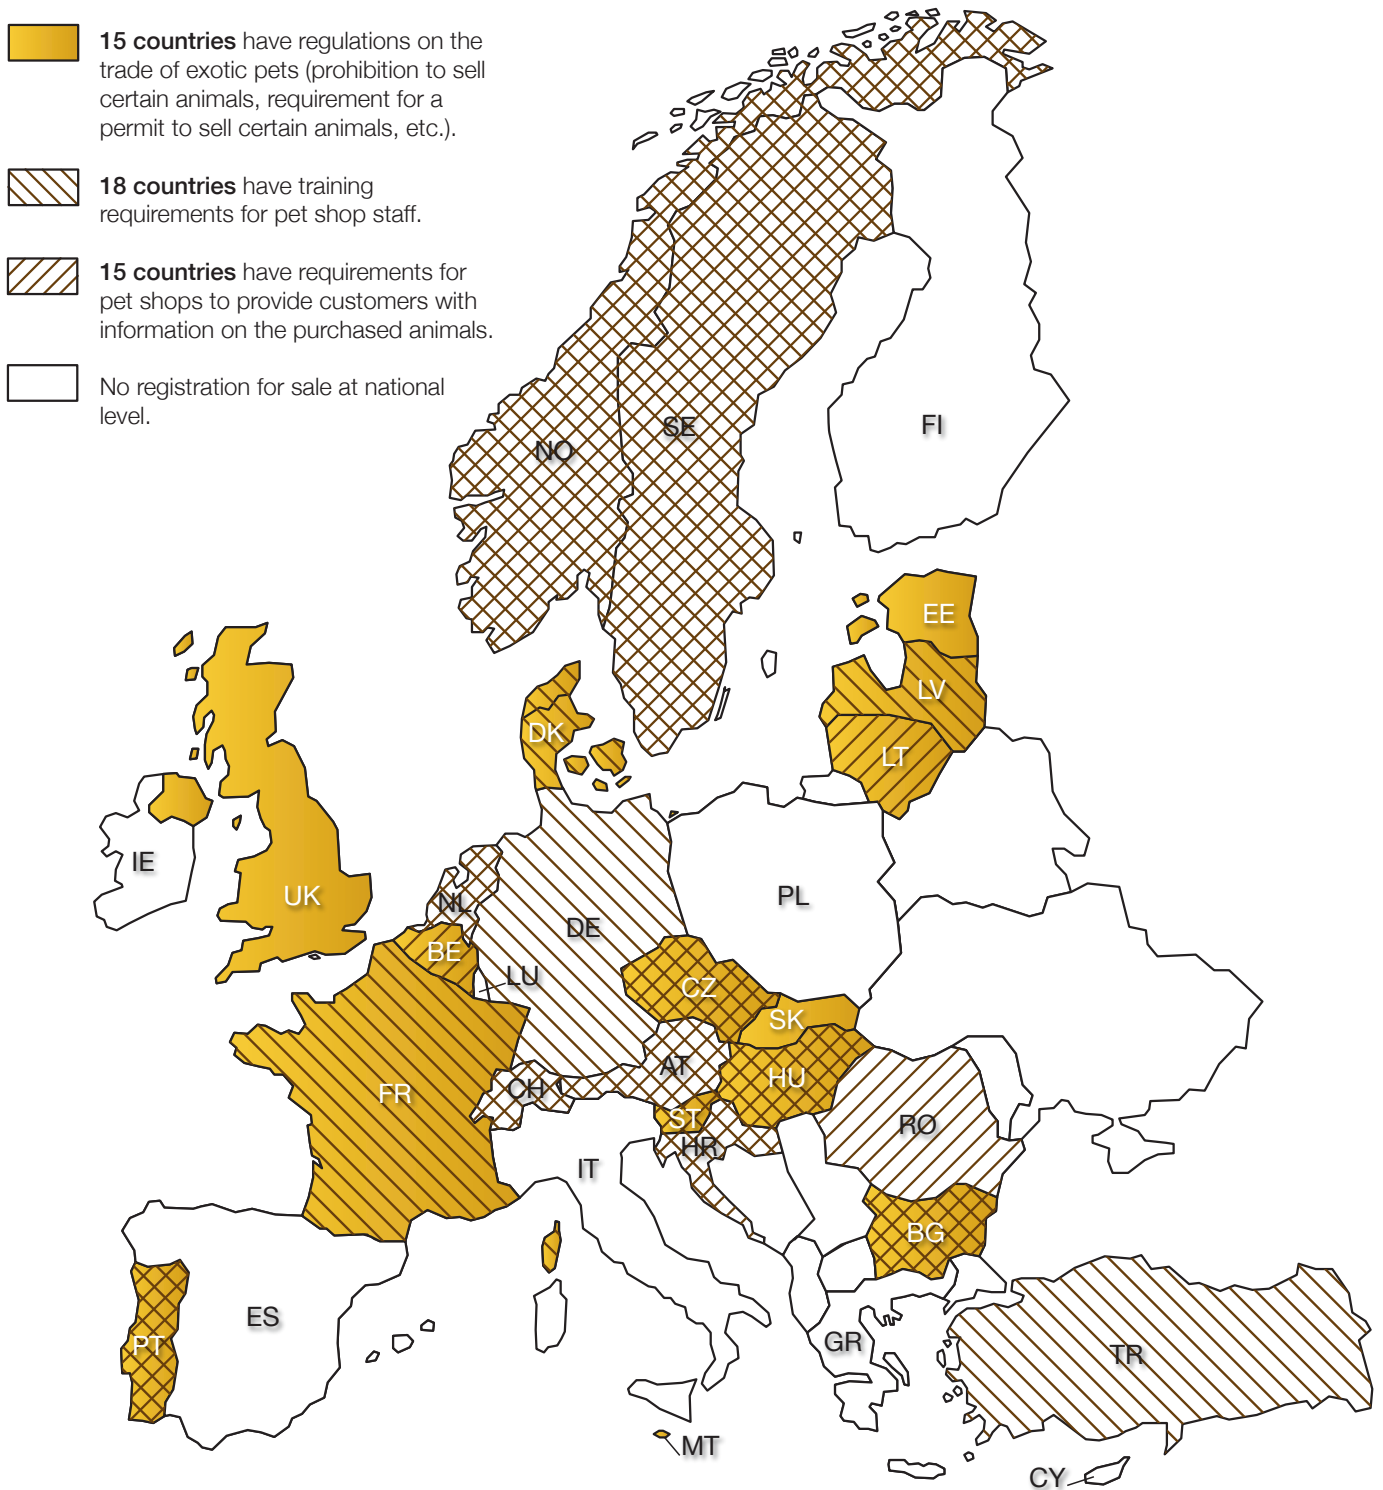 15 countries have regulations on the
trade of exotic pets (prohibition to sell
certain animals, requirement for a
permit to sell certain animals, etc.).
18 countries have training
requirements for pet shop staff.
15 countries have requirements for
pet shops to provide customers with
information on the purchased animals.
No registration for sale at national
level.
FI
SE
NO
EE
LV
DK
LT
IE
UK
NL
PL
DE
BE
LU
CZ
SK
AT
HU
CH
FR
ST
RO
HR
IT
BG
ES
PT
GR
TR
MT
CY